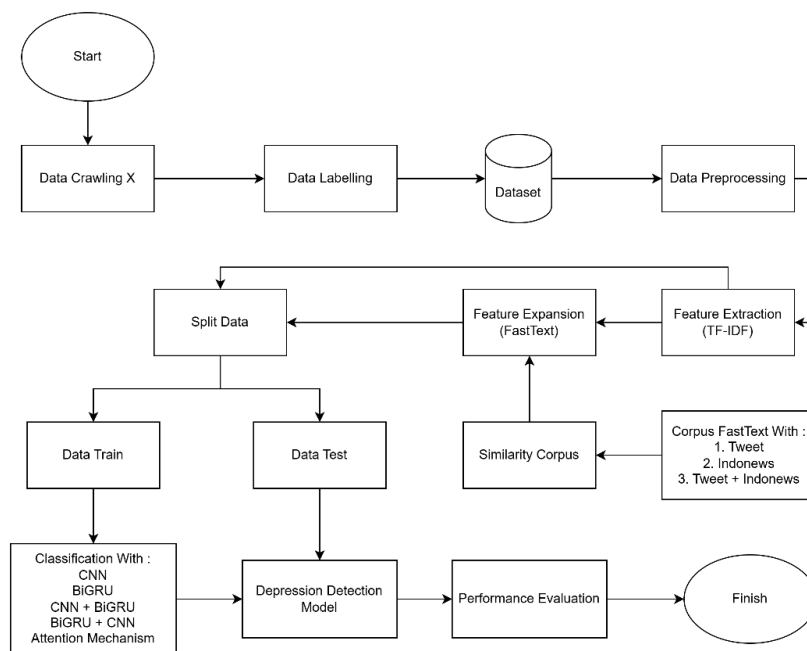 Start
Data Crawling X
Data Labelling
Dataset
Data Preprocessing
Split Data
Feature Expansion
(FastText)
Feature Extraction
(TF-IDF)
Data Train
Data Test
Similarity Corpus
Corpus FastText With :
1. Tweet
2. Indonews
3. Tweet + Indonews
Classification With :
CNN
BiGRU
CNN + BiGRU
BiGRU + CNN
Attention Mechanism
Depression Detection
Model
Performance Evaluation
Finish